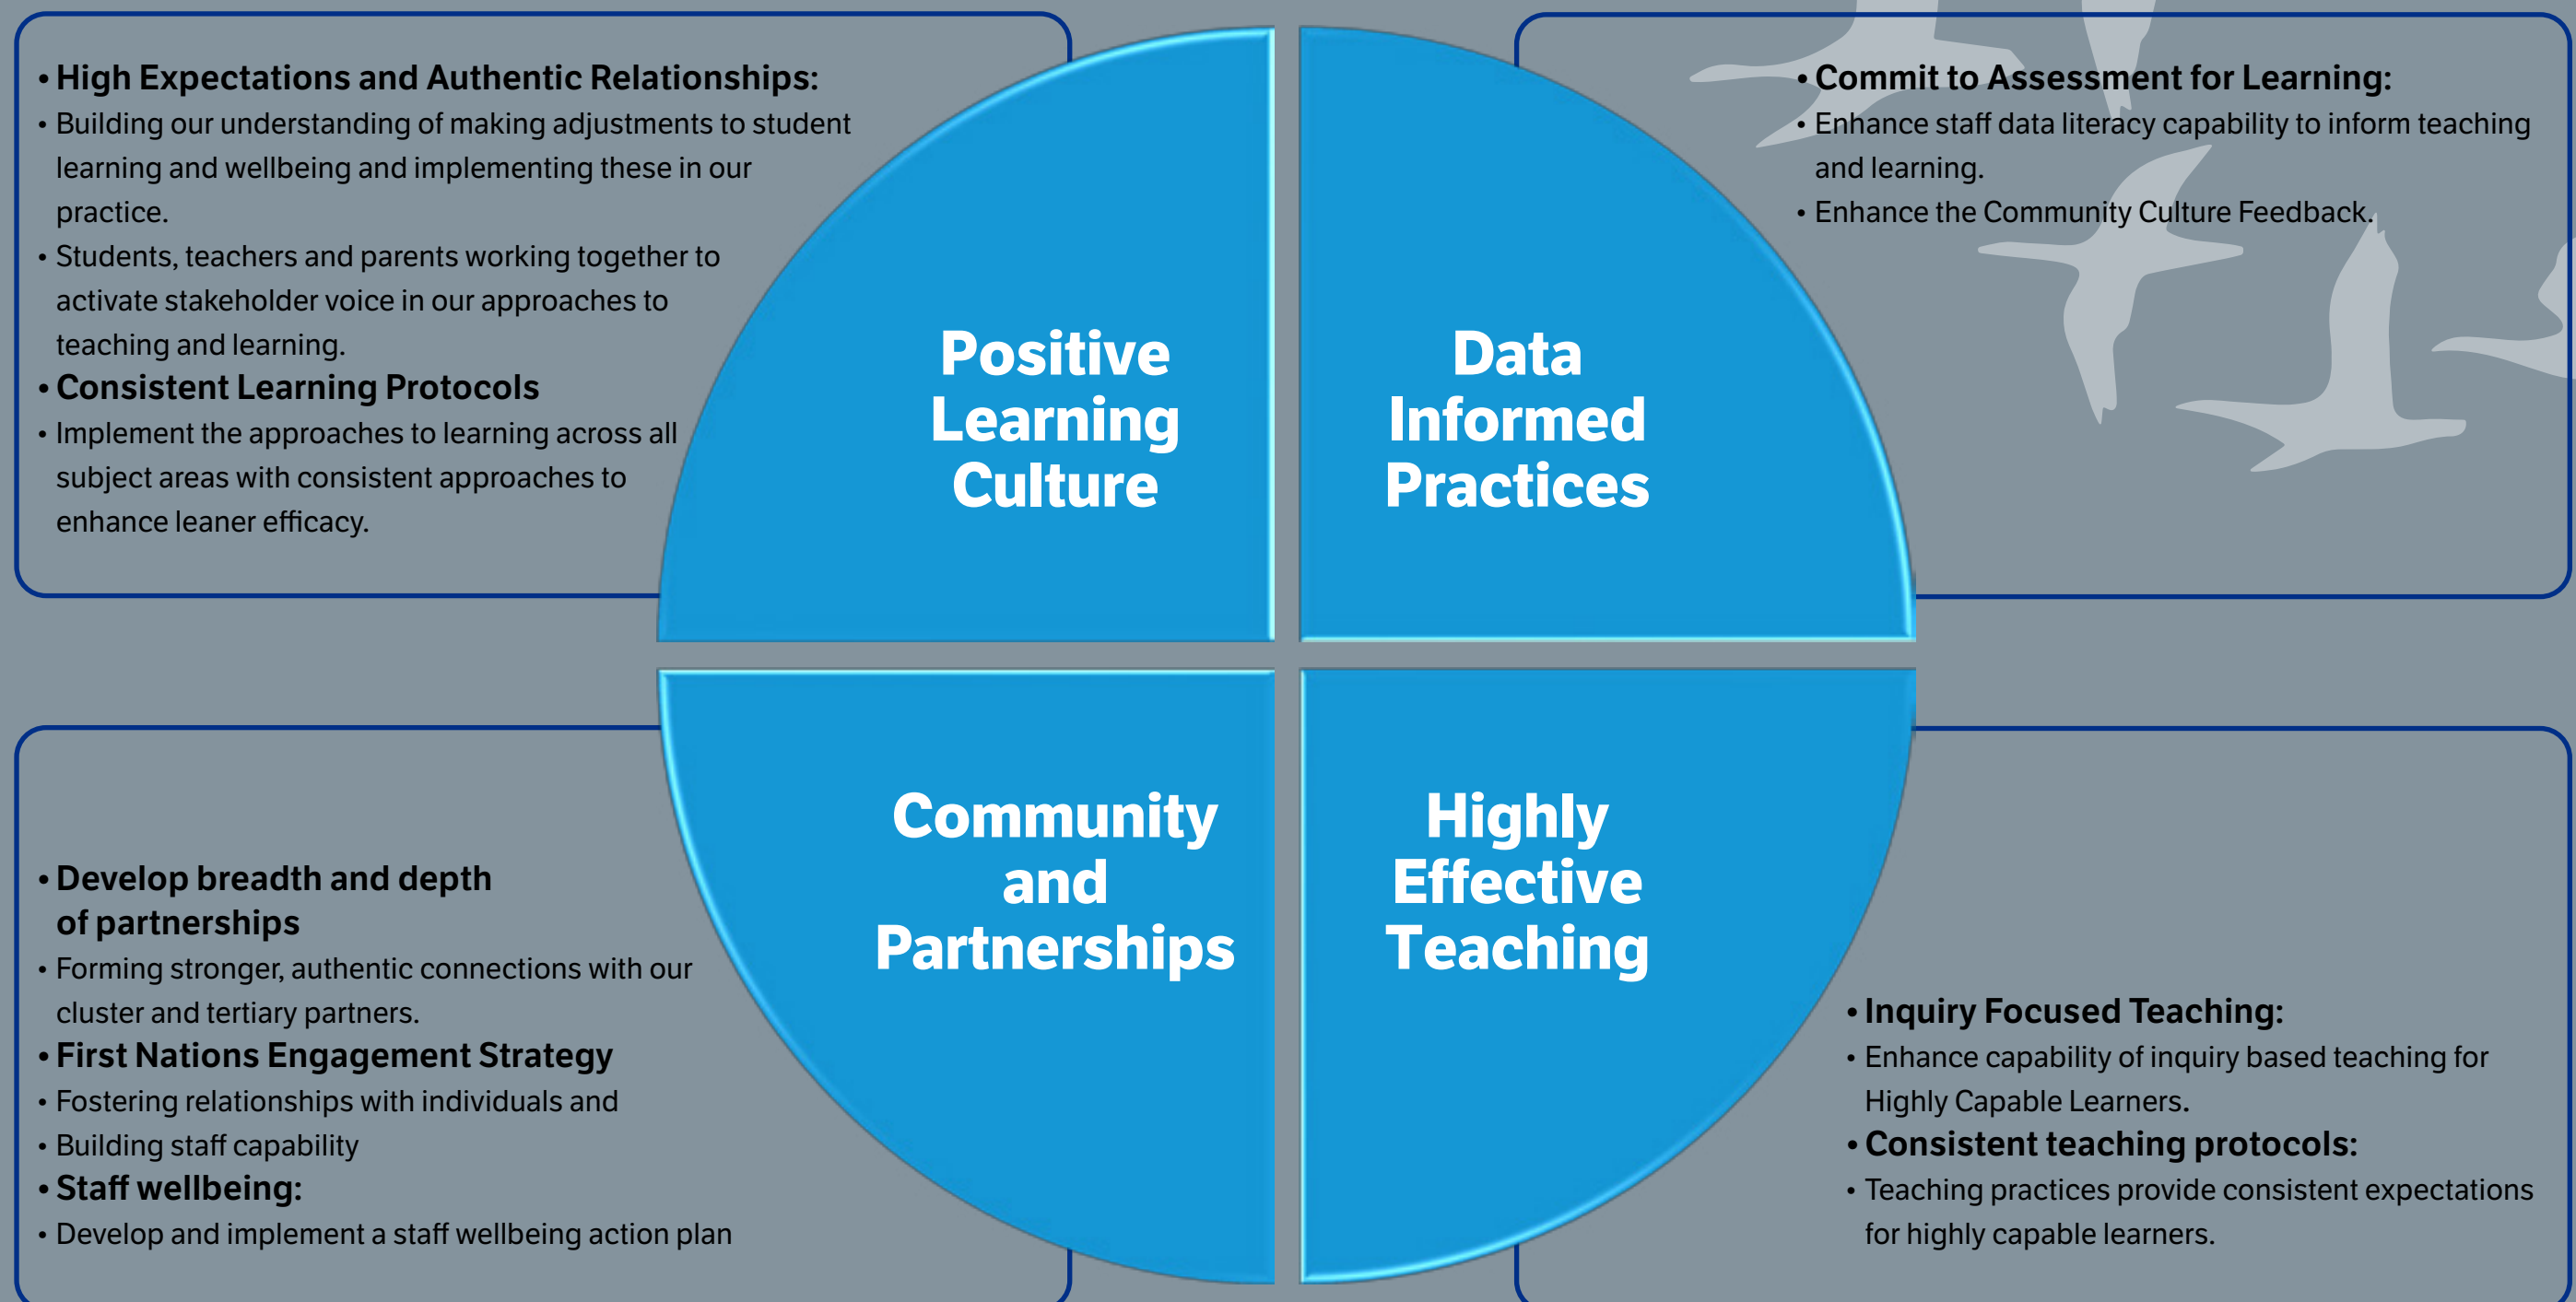 • High Expectations and Authentic Relationships:
• Building our understanding of making adjustments to student
learning and wellbeing and implementing these in our
practice.
• Students, teachers and parents working together to
activate stakeholder voice in our approaches to
teaching and learning.
• Consistent Learning Protocols
• Implement the approaches to learning across all
subject areas with consistent approaches to
enhance leaner efficacy.
Positive
Learning
Culture
Data
Informed
Practices
• Commit to Assessment for Learning:
• Enhance staff data literacy capability to inform teaching
and learning.
• Enhance the Community Culture Feedback.
• Develop breadth and depth
of partnerships
• Forming stronger, authentic connections with our
cluster and tertiary partners.
• First Nations Engagement Strategy
• Fostering relationships with individuals and
• Building staff capability
• Staff wellbeing:
• Develop and implement a staff wellbeing action plan
Community
and
Partnerships
Highly
Effective
Teaching
• Inquiry Focused Teaching:
• Enhance capability of inquiry based teaching for
Highly Capable Learners.
• Consistent teaching protocols:
• Teaching practices provide consistent expectations
for highly capable learners.